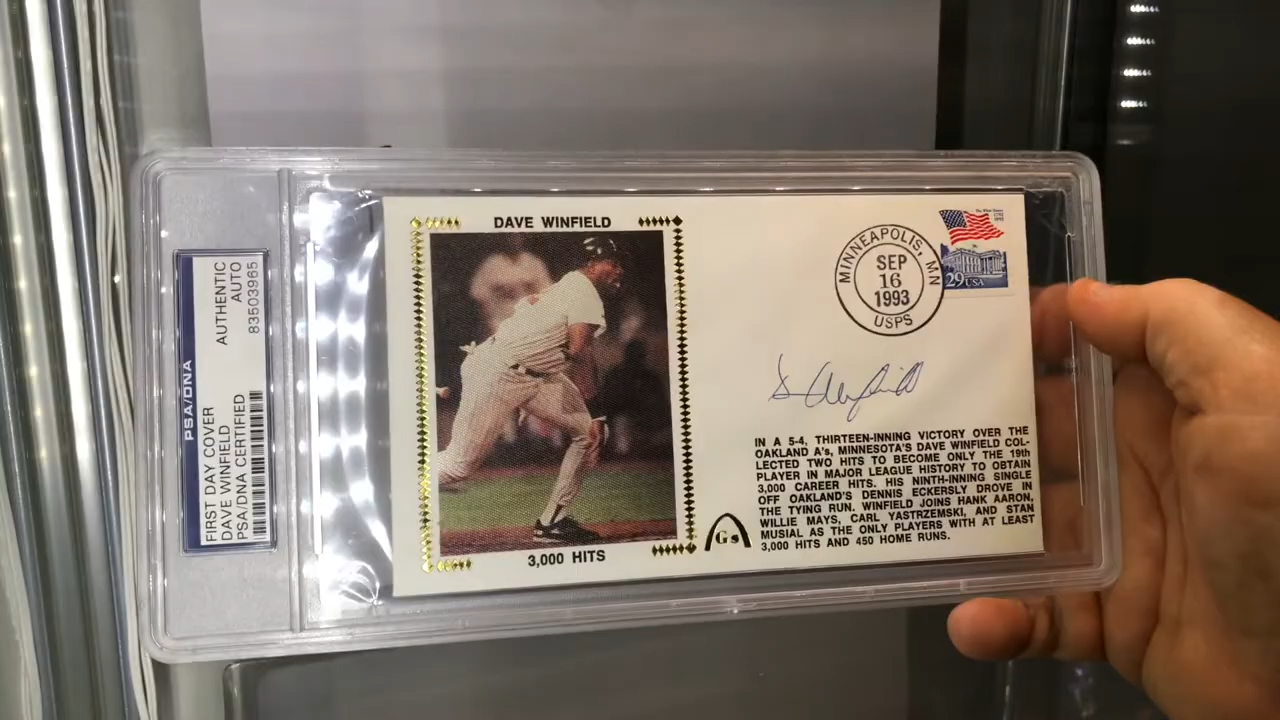 PSA/DNA
FIRST DAY COVER
DAVE WINFIELD
PSA/DNA CERTIFIED
AUTHENTIC
AUTO
83503965
DAVE WINFIELD
3,000 HITS
MINNEAPOLIS, MN
SEP
16
1993
USPS
29 USA
D Winfield
IN A 5-4, THIRTEEN-INNING VICTORY OVER THE
OAKLAND A's, MINNESOTA'S DAVE WINFIELD COL-
LECTED TWO HITS TO BECOME ONLY THE 19th
PLAYER IN MAJOR LEAGUE HISTORY TO OBTAIN
3,000 CAREER HITS. HIS NINTH-INNING SINGLE
OFF OAKLAND'S DENNIS ECKERSLY DROVE IN
THE TYING RUN. WINFIELD JOINS HANK AARON,
WILLIE MAYS, CARL YASTRZEMSKI, AND STAN
MUSIAL AS THE ONLY PLAYERS WITH AT LEAST
3,000 HITS AND 450 HOME RUNS.
Gs